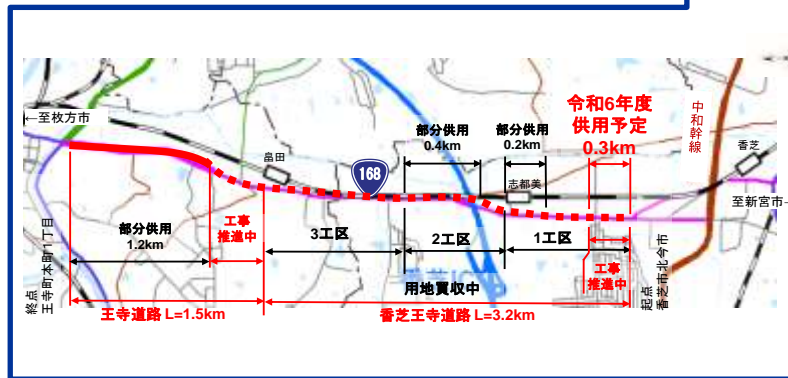 ←至枚方市
部分供用
0.4km
部分供用
0.2km
令和6年度
供用予定
0.3km
中和幹線
香芝
畠田
168
志都美
至新宮市→
部分供用
1.2km
工事
推進中
3工区
2工区
1工区
用地買収中
香芝IC
工事
推進中
終点
王寺町本町1丁目
王寺道路 L=1.5km
香芝王寺道路 L=3.2km
起点
香芝市北今市